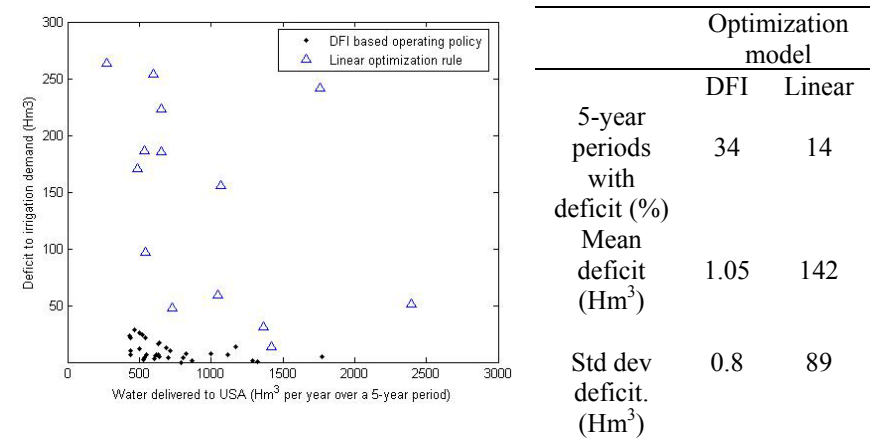 300
250
200
150
100
50
0
500
1000
1500
2000
2500
3000
Deficit to irrigation demand (Hm3)
Water delivered to USA (Hm³ per year over a 5-year period)
DFI based operating policy
Linear optimization rule
Optimization
model
DFI Linear
5-year
periods
with
deficit (%)
34 14
Mean
deficit
(Hm³)
1.05 142
Std dev
deficit.
(Hm³)
0.8 89